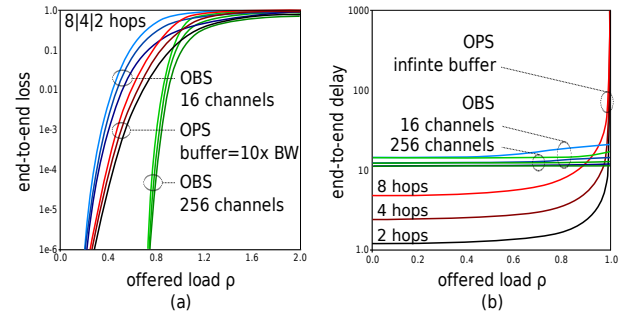 8|4|2 hops
1.0
0.1
0.01
1e-3
1e-4
1e-5
1e-6
end-to-end loss
OBS
16 channels
OPS
buffer=10x BW
OBS
256 channels
0.0
0.4
0.8
1.2
1.6
2.0
offered load ρ
(a)
1000
100
10
1.0
end-to-end delay
OPS
infinte buffer
OBS
16 channels
256 channels
8 hops
4 hops
2 hops
0.0
0.2
0.4
0.6
0.8
1.0
offered load ρ
(b)